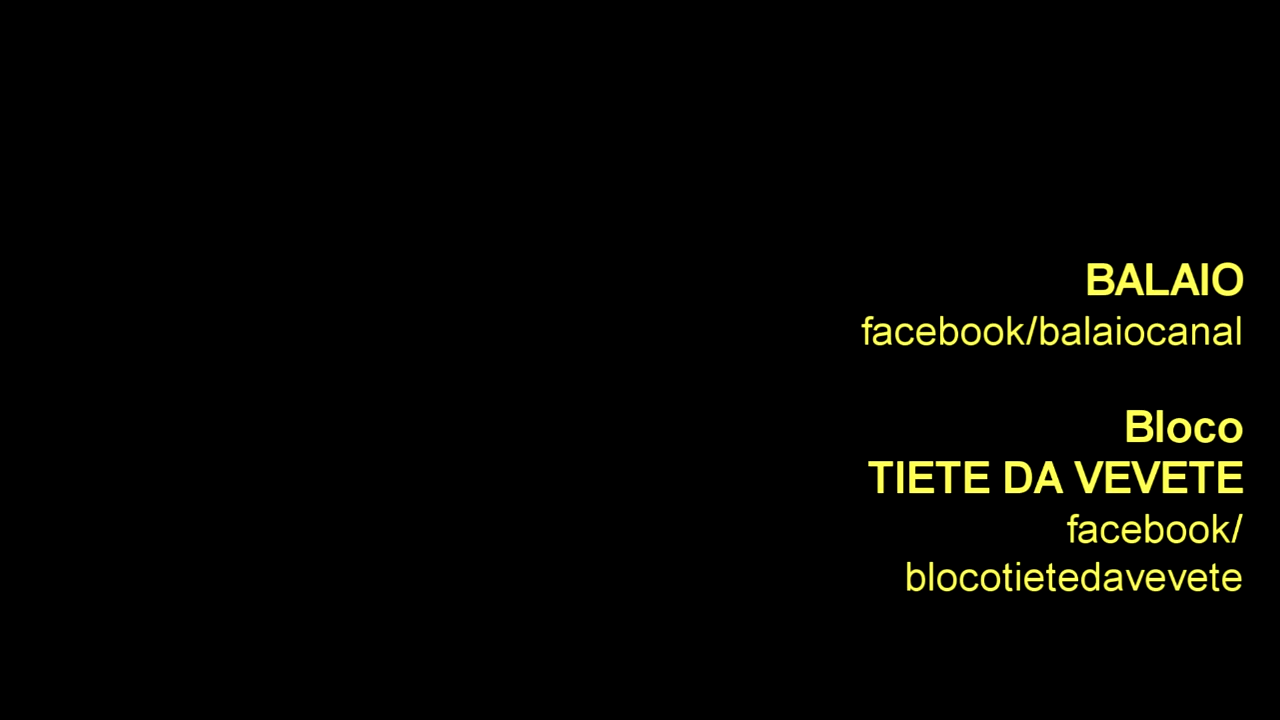 BALAIO
facebook/balaiocanal
Bloco
TIETE DA VEVETE
facebook/
blocotietedavevete